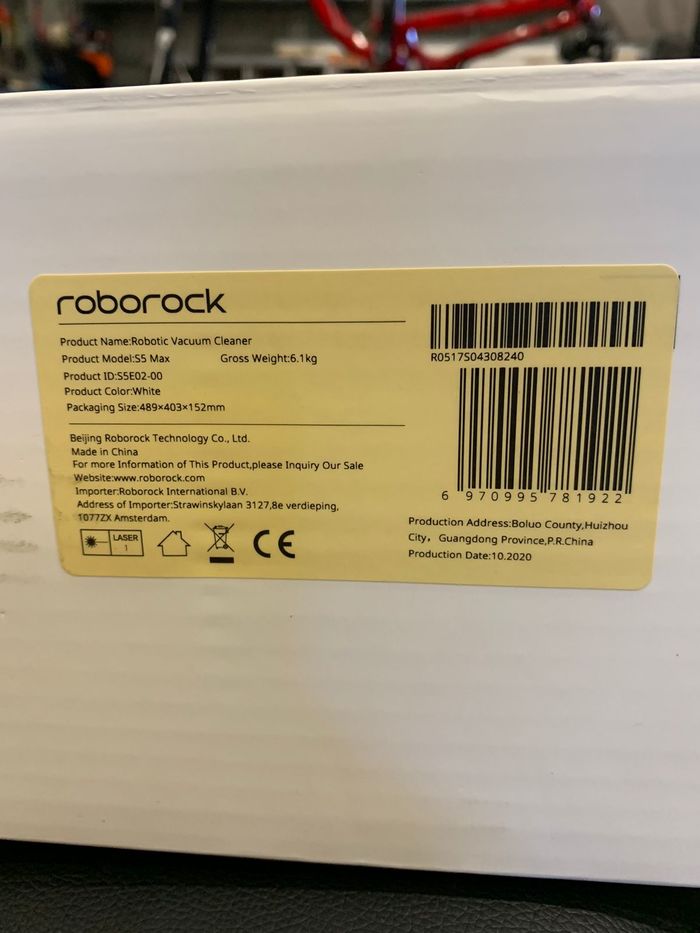 roborock
Product Name:Robotic Vacuum Cleaner
Product Model:S5 Max Gross Weight:6.1kg
Product ID:S5E02-00
Product Color:White
Packaging Size:489×403×152mm
Beijing Roborock Technology Co., Ltd.
Made in China
For more Information of This Product,please Inquiry Our Sale
Website:www.roborock.com
Importer:Roborock International B.V.
Address of Importer:Strawinskylaan 3127,8e verdieping,
1077ZX Amsterdam.
LASER
1
CE
R0517S04308240
6 970995 781922
Production Address:Boluo County,Huizhou
City, Guangdong Province,P.R.China
Production Date:10.2020